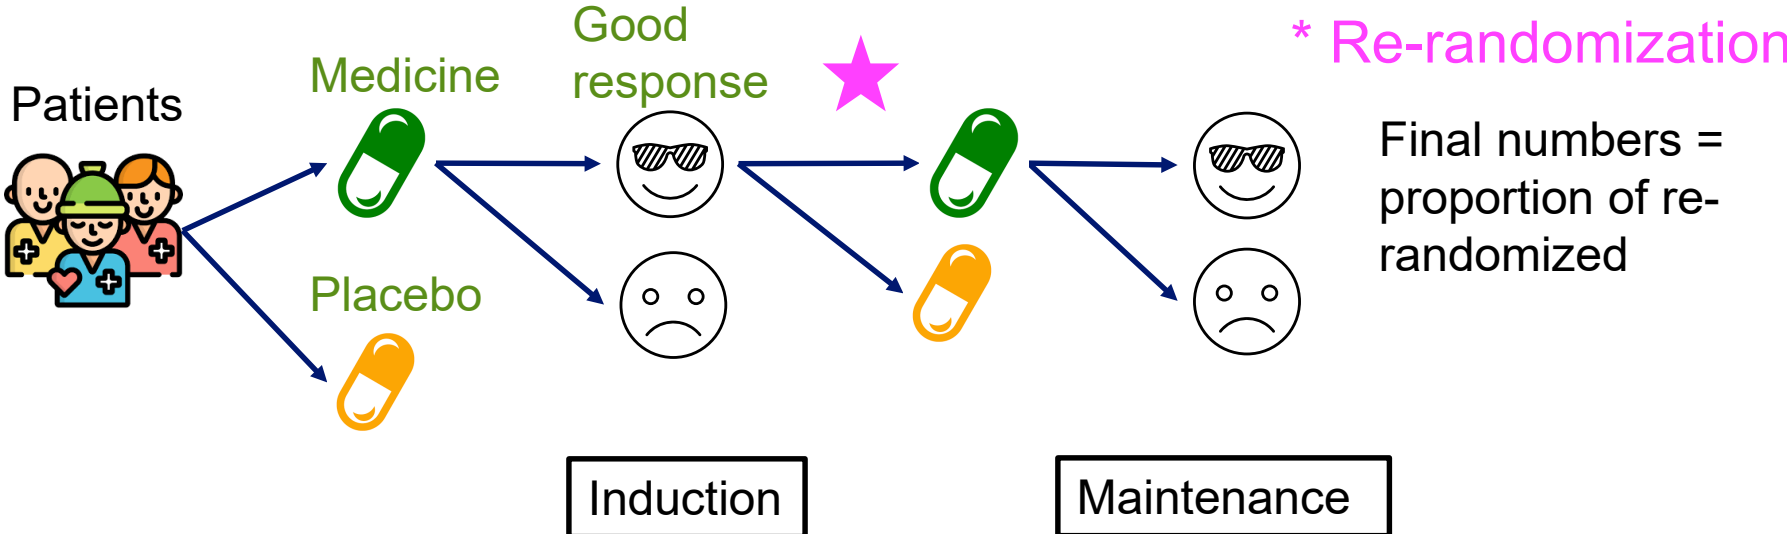 Patients
Medicine
Placebo
Good
response
* Re-randomization
Final numbers =
proportion of re-
randomized
Induction
Maintenance